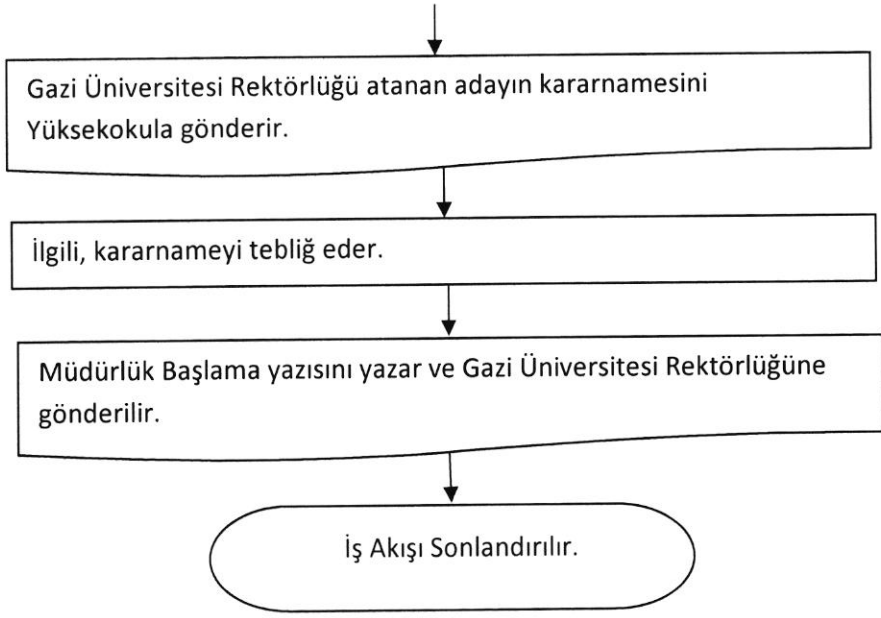 Gazi Üniversitesi Rektörlüğü atanan adayın kararnamesini
Yüksekokula gönderir.
İlgili, kararnameyi tebliğ eder.
Müdürlük Başlama yazısını yazar ve Gazi Üniversitesi Rektörlüğüne
gönderilir.
İş Akışı Sonlandırılır.